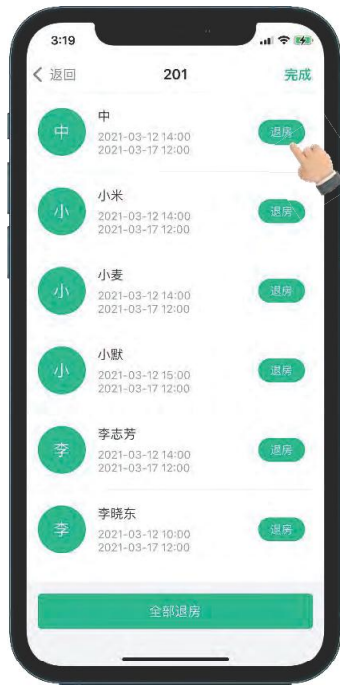 3:19
返回 201 完成
中
中
2021-03-12 14:00
2021-03-17 12:00
退房
小
小米
2021-03-12 14:00
2021-03-17 12:00
退房
小
小麦
2021-03-12 14:00
2021-03-17 12:00
退房
小
小默
2021-03-12 15:00
2021-03-17 12:00
退房
李
李志芳
2021-03-12 14:00
2021-03-17 12:00
退房
李
李晓东
2021-03-12 10:00
2021-03-17 12:00
退房
全部退房